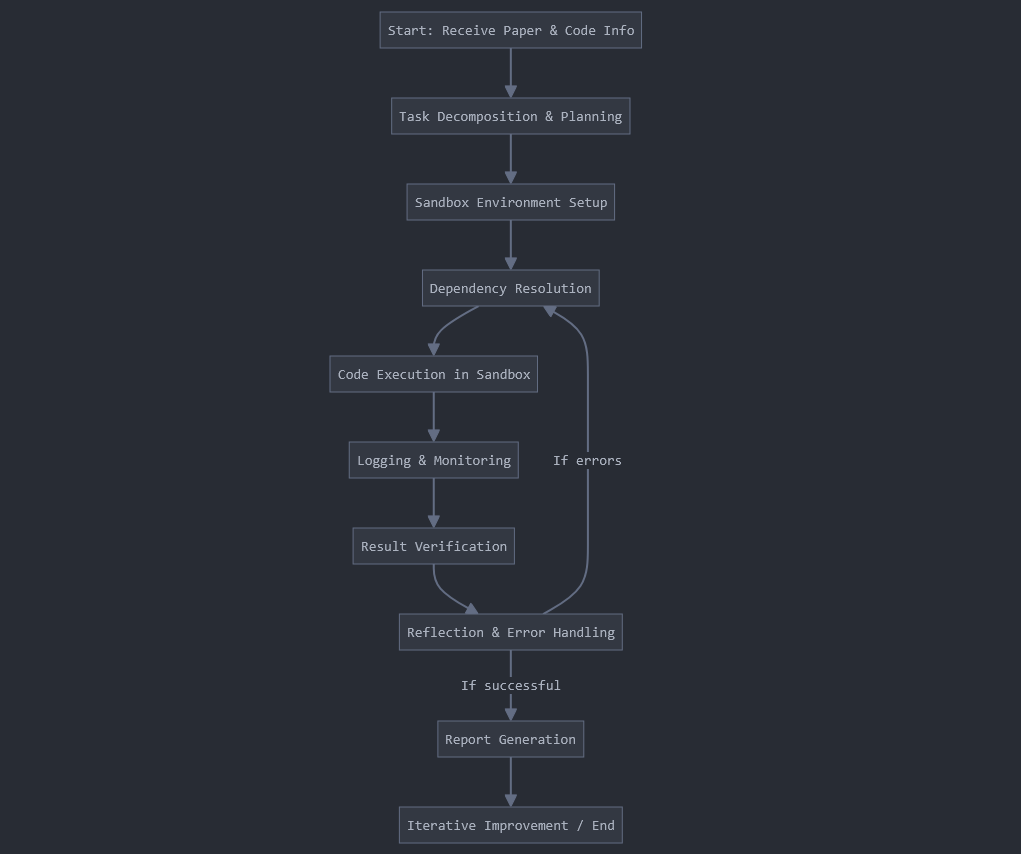 Start: Receive Paper & Code Info
Task Decomposition & Planning
Sandbox Environment Setup
Dependency Resolution
Code Execution in Sandbox
Logging & Monitoring
If errors
Result Verification
Reflection & Error Handling
If successful
Report Generation
Iterative Improvement / End